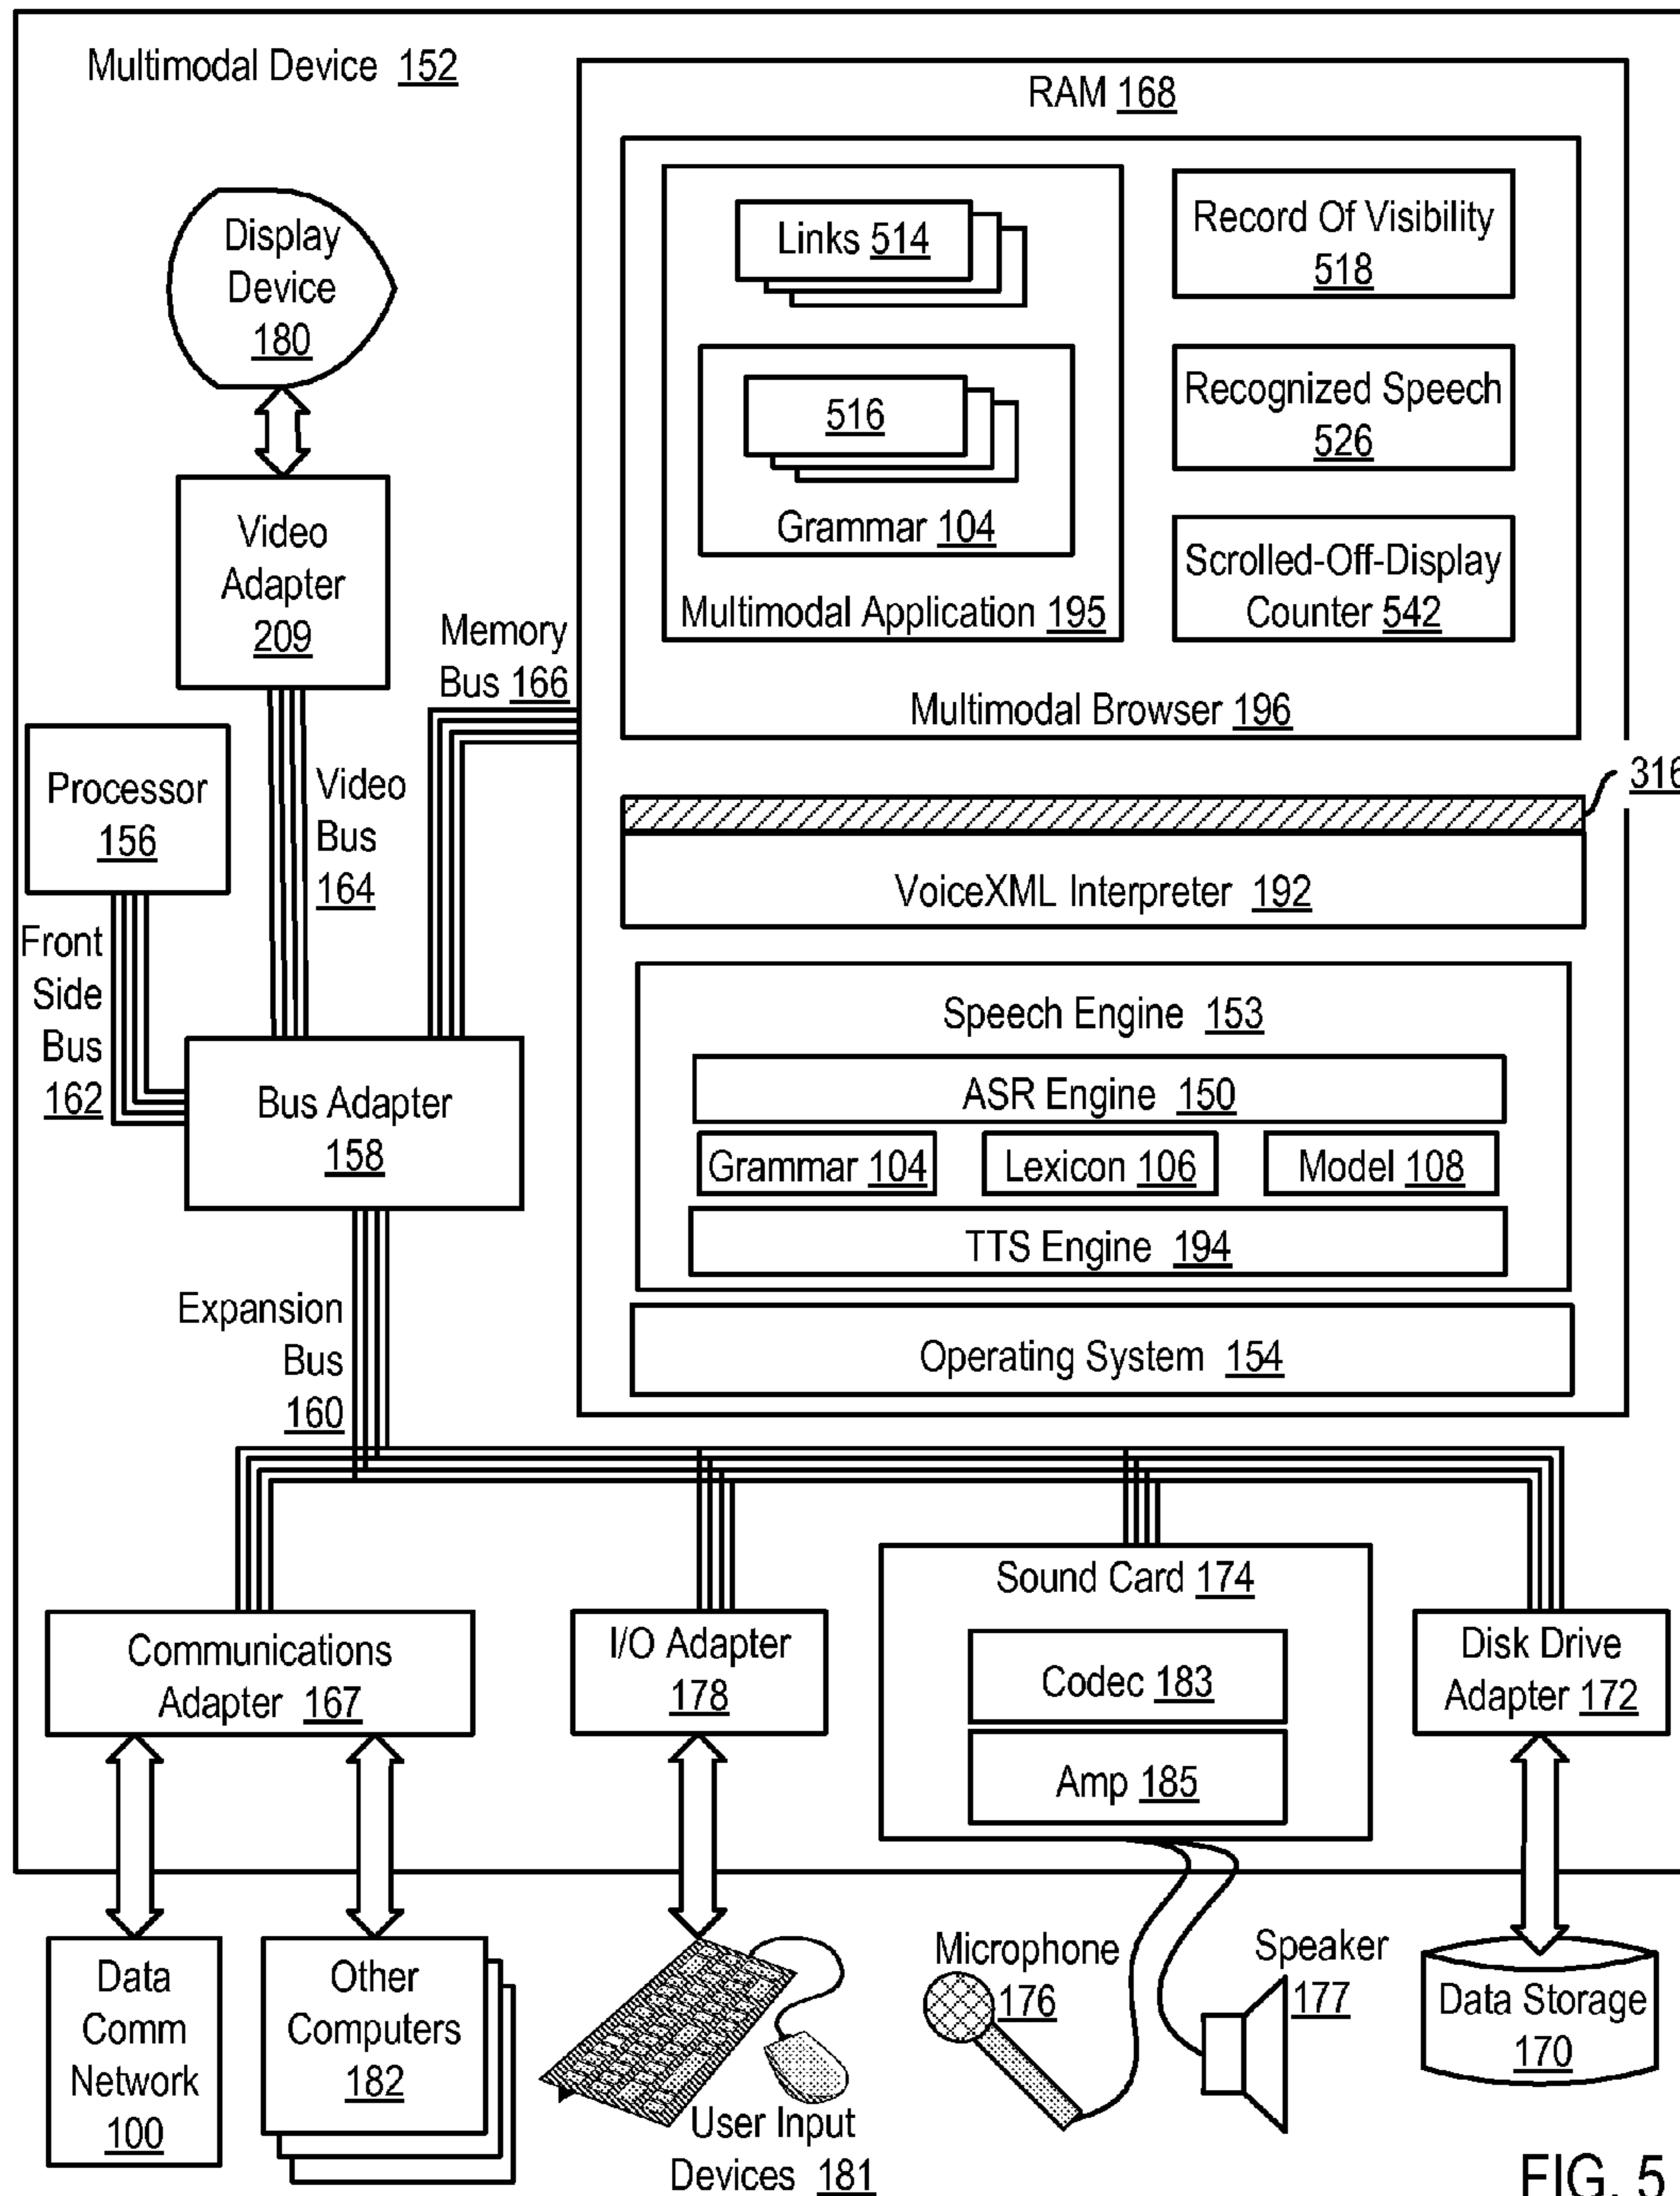 Multimodal Device 152
RAM 168
Display
Device
180
Links 514
516
Grammar 104
Multimodal Application 195
Record Of Visibility
518
Recognized Speech
526
Scrolled-Off-Display
Counter 542
Multimodal Browser 196
Video
Adapter
209
Memory
Bus 166
316
Processor
156
Video
Bus
164
VoiceXML Interpreter 192
Front
Side
Bus
162
Bus Adapter
158
Speech Engine 153
ASR Engine 150
Grammar 104
Lexicon 106
Model 108
TTS Engine 194
Operating System 154
Expansion
Bus
160
Communications
Adapter 167
I/O Adapter
178
Sound Card 174
Codec 183
Amp 185
Disk Drive
Adapter 172
Data
Comm
Network
100
Other
Computers
182
User Input
Devices 181
Microphone
176
Speaker
177
Data Storage
170
FIG. 5